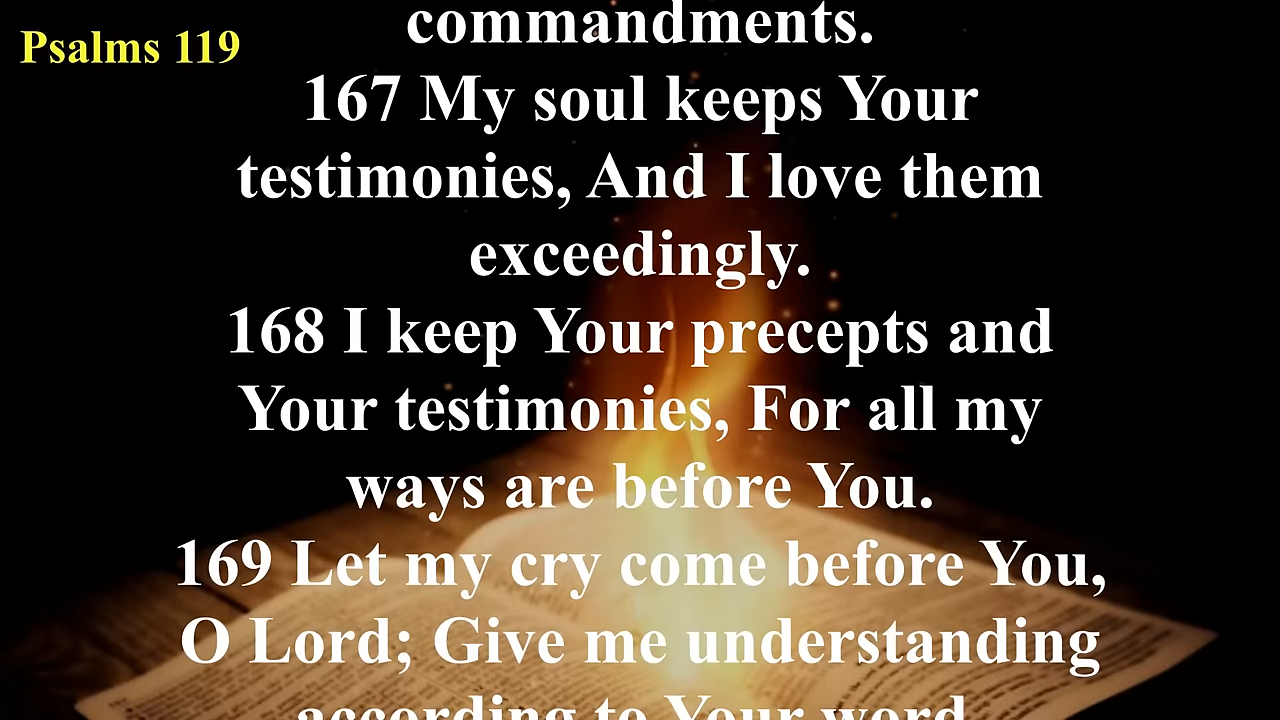 Psalms 119
commandments.
167 My soul keeps Your
testimonies, And I love them
exceedingly.
168 I keep Your precepts and
Your testimonies, For all my
ways are before You.
169 Let my cry come before You,
O Lord; Give me understanding
according to Your word.